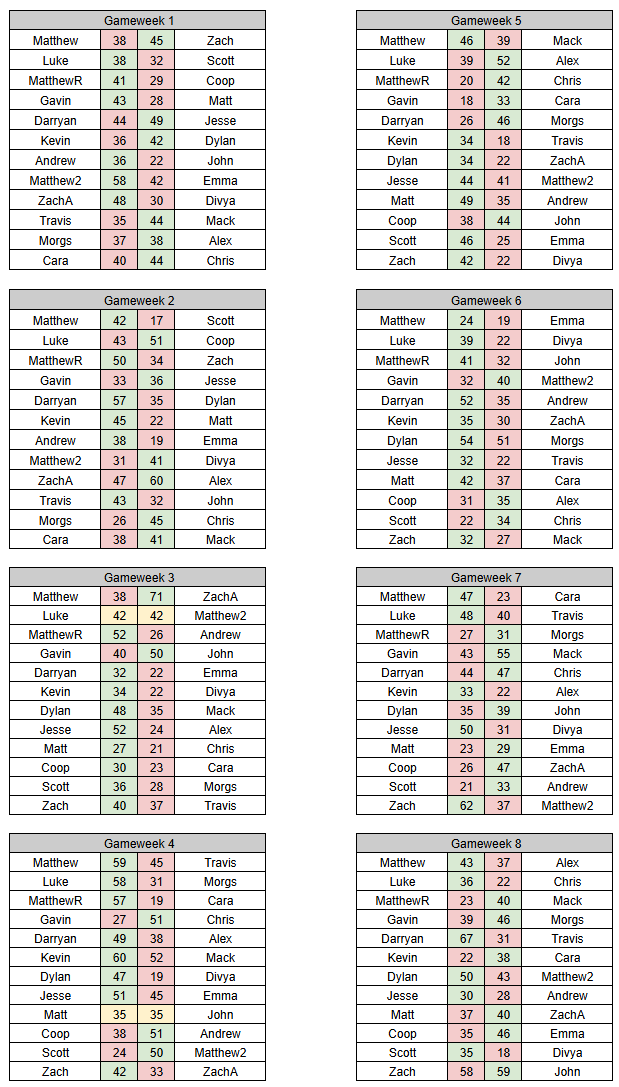 Gameweek 1
Matthew 38 45 Zach
Luke 38 32 Scott
MatthewR 41 29 Coop
Gavin 43 28 Matt
Darryan 44 49 Jesse
Kevin 36 42 Dylan
Andrew 36 22 John
Matthew2 58 42 Emma
ZachA 48 30 Divya
Travis 35 44 Mack
Morgs 37 38 Alex
Cara 40 44 Chris
Gameweek 2
Matthew 42 17 Scott
Luke 43 51 Coop
MatthewR 50 34 Zach
Gavin 33 36 Jesse
Darryan 57 35 Dylan
Kevin 45 22 Matt
Andrew 38 19 Emma
Matthew2 31 41 Divya
ZachA 47 60 Alex
Travis 43 32 John
Morgs 26 45 Chris
Cara 38 41 Mack
Gameweek 3
Matthew 38 71 ZachA
Luke 42 42 Matthew2
MatthewR 52 26 Andrew
Gavin 40 50 John
Darryan 32 22 Emma
Kevin 34 22 Divya
Dylan 48 35 Mack
Jesse 52 24 Alex
Matt 27 21 Chris
Coop 30 23 Cara
Scott 36 28 Morgs
Zach 40 37 Travis
Gameweek 4
Matthew 59 45 Travis
Luke 58 31 Morgs
MatthewR 57 19 Cara
Gavin 27 51 Chris
Darryan 49 38 Alex
Kevin 60 52 Mack
Dylan 47 19 Divya
Jesse 51 45 Emma
Matt 35 35 John
Coop 38 51 Andrew
Scott 24 50 Matthew2
Zach 42 33 ZachA
Gameweek 5
Matthew 46 39 Mack
Luke 39 52 Alex
MatthewR 20 42 Chris
Gavin 18 33 Cara
Darryan 26 46 Morgs
Kevin 34 18 Travis
Dylan 34 22 ZachA
Jesse 44 41 Matthew2
Matt 49 35 Andrew
Coop 38 44 John
Scott 46 25 Emma
Zach 42 22 Divya
Gameweek 6
Matthew 24 19 Emma
Luke 39 22 Divya
MatthewR 41 32 John
Gavin 32 40 Matthew2
Darryan 52 35 Andrew
Kevin 35 30 ZachA
Dylan 54 51 Morgs
Jesse 32 22 Travis
Matt 42 37 Cara
Coop 31 35 Alex
Scott 22 34 Chris
Zach 32 27 Mack
Gameweek 7
Matthew 47 23 Cara
Luke 48 40 Travis
MatthewR 27 31 Morgs
Gavin 43 55 Mack
Darryan 44 47 Chris
Kevin 33 22 Alex
Dylan 35 39 John
Jesse 50 31 Divya
Matt 23 29 Emma
Coop 26 47 ZachA
Scott 21 33 Andrew
Zach 62 37 Matthew2
Gameweek 8
Matthew 43 37 Alex
Luke 36 22 Chris
MatthewR 23 40 Mack
Gavin 39 46 Morgs
Darryan 67 31 Travis
Kevin 22 38 Cara
Dylan 50 43 Matthew2
Jesse 30 28 Andrew
Matt 37 40 ZachA
Coop 35 46 Emma
Scott 35 18 Divya
Zach 58 59 John